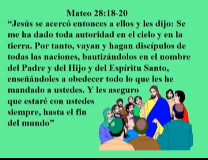 Mateo 28:18-20
“Jesús se acercó entonces a ellos y les dijo: Se
me ha dado toda autoridad en el cielo y en la
tierra. Por tanto, vayan y hagan discípulos de
todas las naciones, bautizándolos en el nombre
del Padre y del Hijo y del Espíritu Santo,
enseñándoles a obedecer todo lo que les he
mandado a ustedes. Y les aseguro
que estaré con ustedes
siempre, hasta el fin
del mundo”